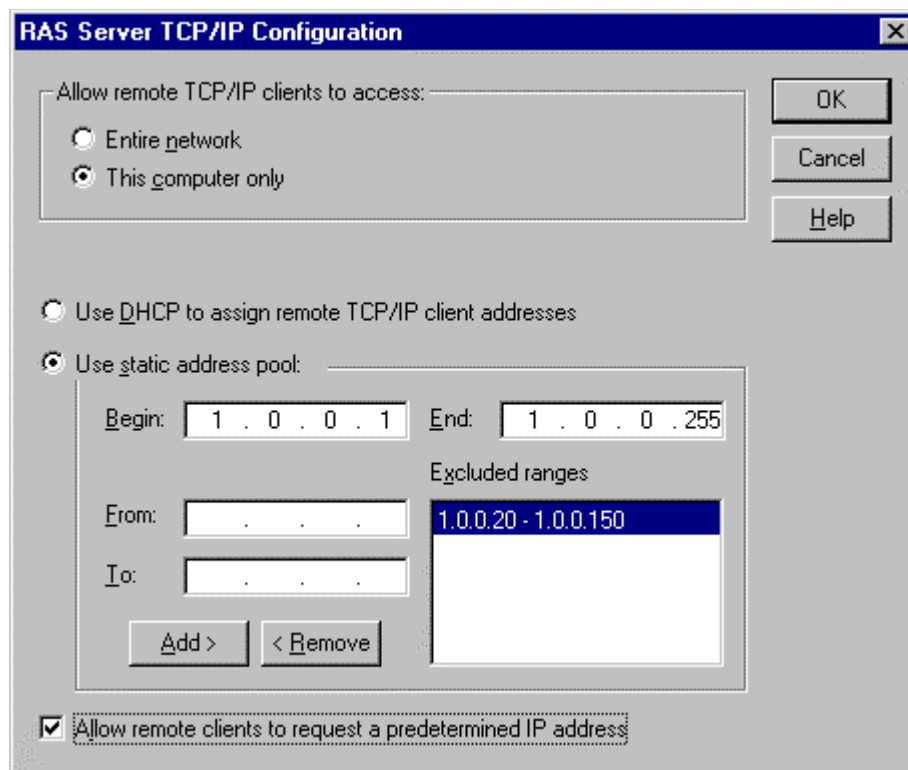 RAS Server TCP/IP Configuration
Allow remote TCP/IP clients to access:
Entire network
This computer only
OK
Cancel
Help
Use DHCP to assign remote TCP/IP client addresses
Use static address pool:
Begin: 1 . 0 . 0 . 1 End: 1 . 0 . 0 . 255
Excluded ranges
From: . . .
1.0.0.20 - 1.0.0.150
To: . . .
Add > < Remove
Allow remote clients to request a predetermined IP address